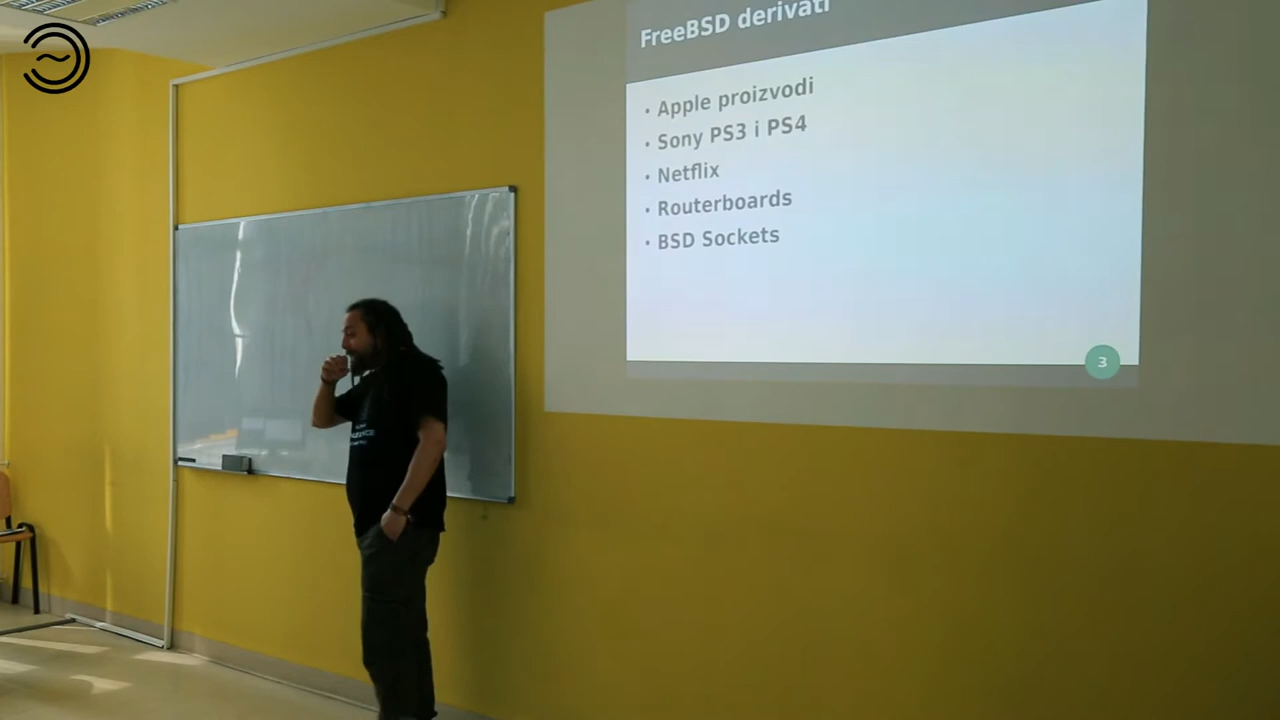 FreeBSD derivati
• Apple proizvodi
• Sony PS3 i PS4
• Netflix
• Routerboards
• BSD Sockets
3